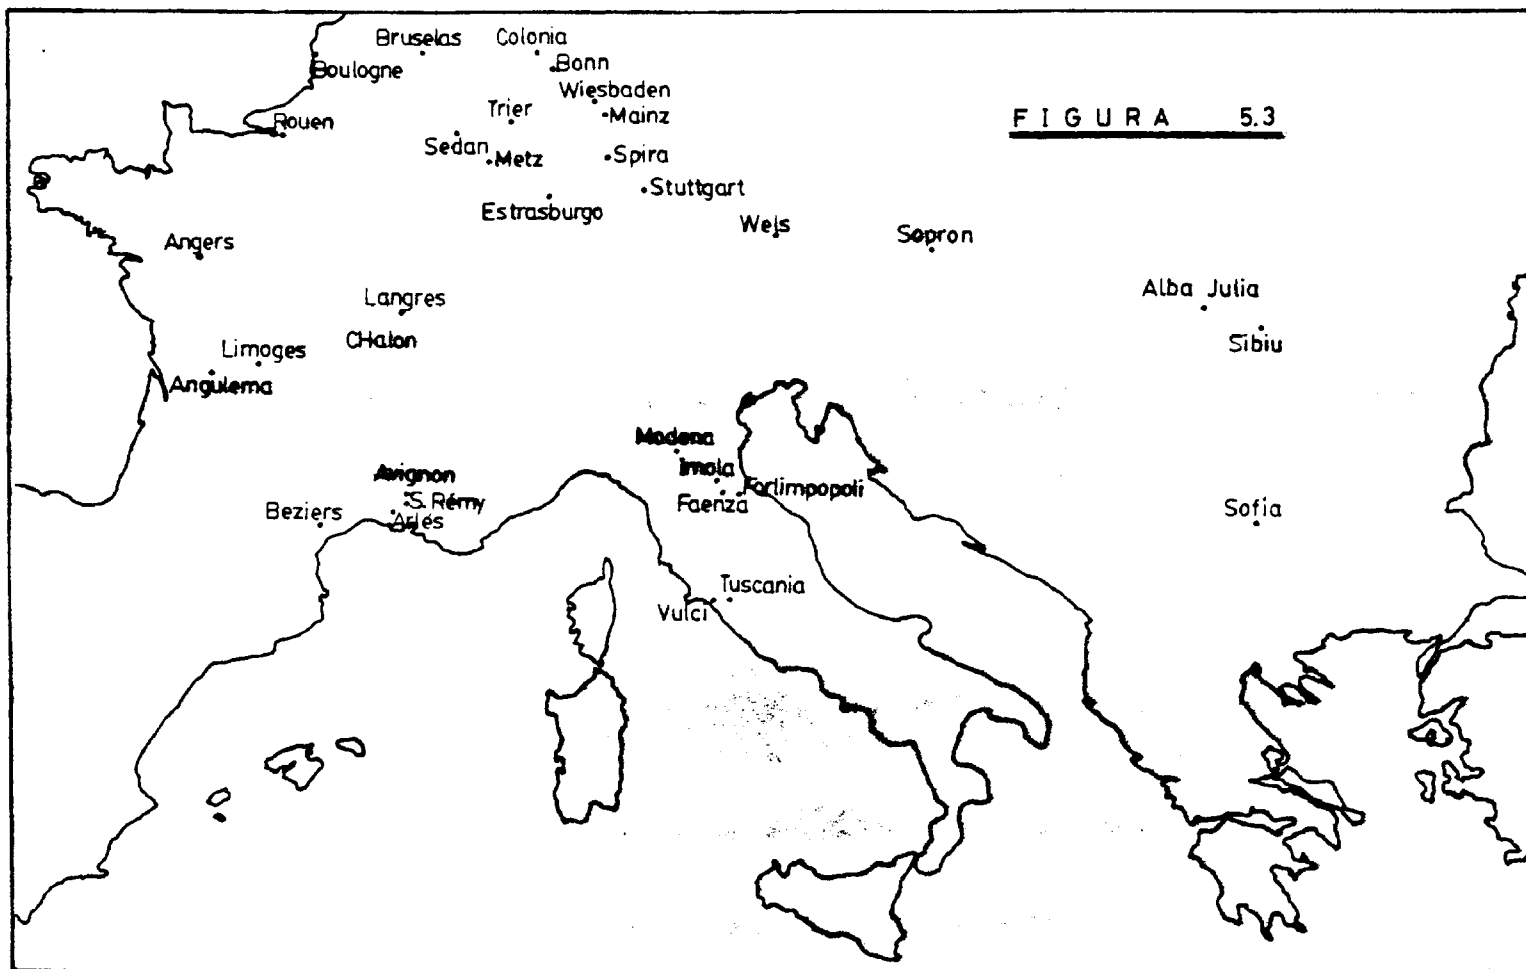 Bruselas
Colonia
Boulogne
Bonn
Wiesbaden
Trier
Mainz
FIGURA 5.3
Rouen
Sedan
Metz
Spira
Stuttgart
Estrasburgo
Wels
Sopron
Angers
Langres
Alba Julia
CHalon
Sibiu
Limoges
Angulema
Modena
Imola
Avignon
Forlimpopoli
S. Rémy
Faenza
Beziers
Arlés
Sofia
Tuscania
Vulci